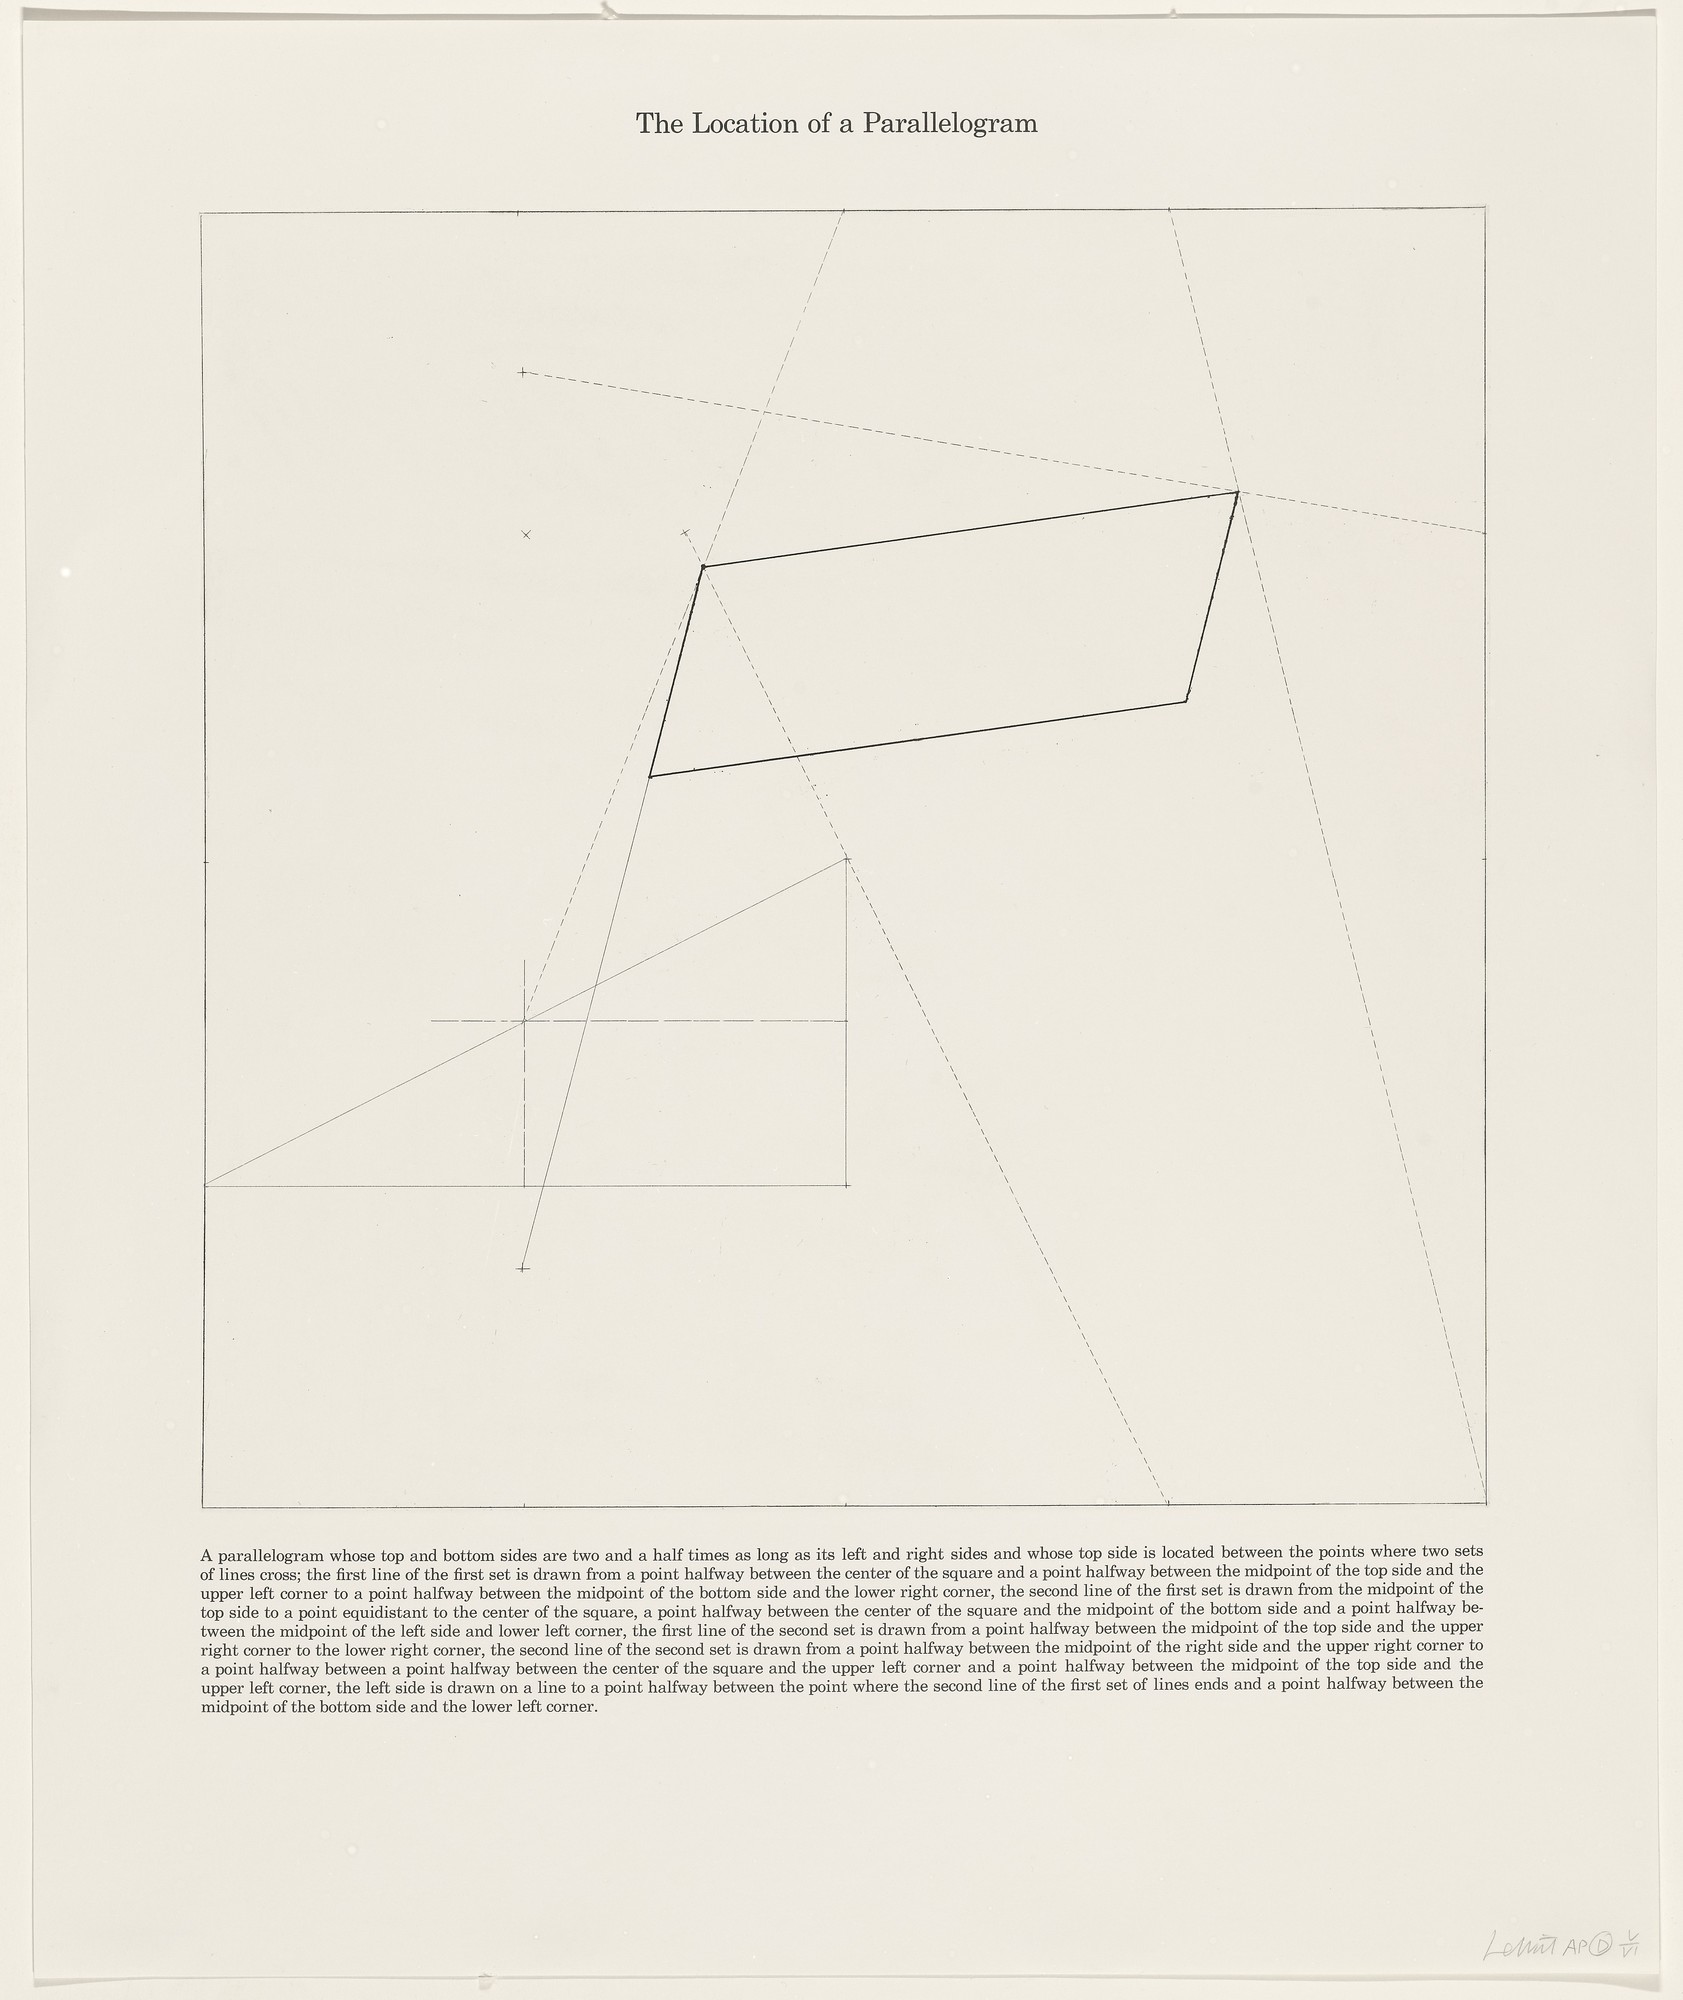 The Location of a Parallelogram
A parallelogram whose top and bottom sides are two and a half times as long as its left and right sides and whose top side is located between the points where two sets
of lines cross; the first line of the first set is drawn from a point halfway between the center of the square and a point halfway between the midpoint of the top side and the
upper left corner to a point halfway between the midpoint of the bottom side and the lower right corner, the second line of the first set is drawn from the midpoint of the
top side to a point equidistant to the center of the square, a point halfway between the center of the square and the midpoint of the bottom side and a point halfway be-
tween the midpoint of the left side and lower left corner, the first line of the second set is drawn from a point halfway between the midpoint of the top side and the upper
right corner to the lower right corner, the second line of the second set is drawn from a point halfway between the midpoint of the right side and the upper right corner to
a point halfway between a point halfway between the center of the square and the upper left corner and a point halfway between the midpoint of the top side and the
upper left corner, the left side is drawn on a line to a point halfway between the point where the second line of the first set of lines ends and a point halfway between the
midpoint of the bottom side and the lower left corner.
LeWitt AP D V/VI